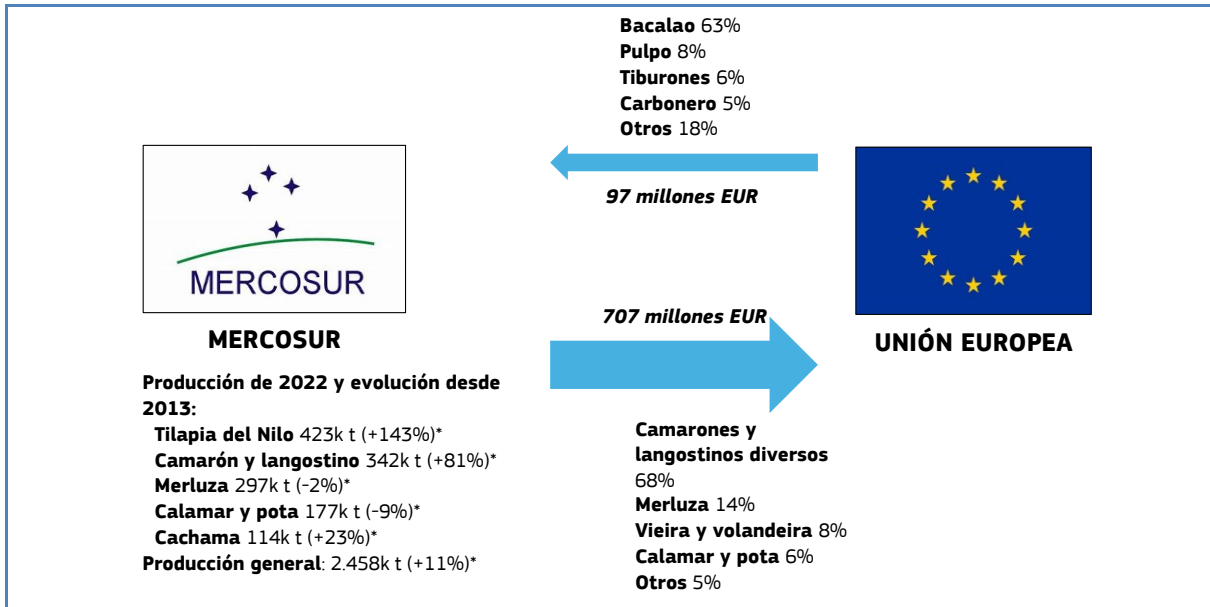 Bacalao 63%
Pulpo 8%
Tiburones 6%
Carbonero 5%
Otros 18%
97 millones EUR
MERCOSUR
MERCOSUR
707 millones EUR
UNIÓN EUROPEA
Producción de 2022 y evolución desde
2013:
Tilapia del Nilo 423k t (+143%)*
Camarón y langostino 342k t (+81%)*
Merluza 297k t (-2%)*
Calamar y pota 177k t (-9%)*
Cachama 114k t (+23%)*
Producción general: 2.458k t (+11%)*
Camarones y
langostinos diversos
68%
Merluza 14%
Vieira y volandeira 8%
Calamar y pota 6%
Otros 5%